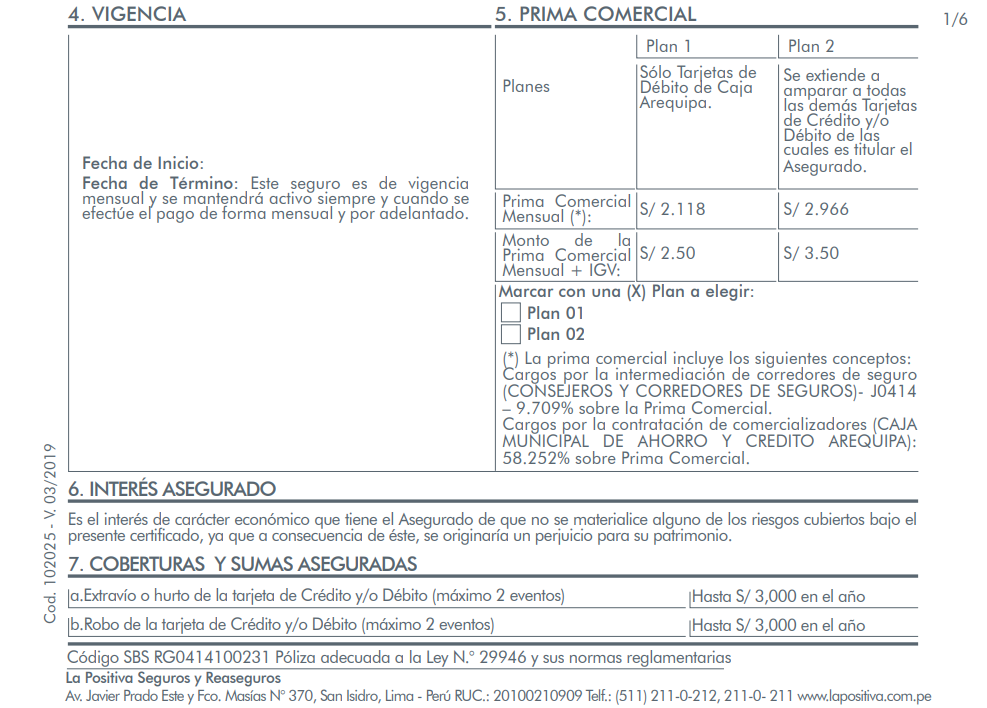 4. VIGENCIA
Fecha de Inicio:
Fecha de Término: Este seguro es de vigencia
mensual y se mantendrá activo siempre y cuando se
efectúe el pago de forma mensual y por adelantado.
5. PRIMA COMERCIAL
1/6
Planes
Plan 1
Plan 2
Sólo Tarjetas de
Débito de Caja
Arequipa.
Se extiende a
amparar a todas
las demás Tarjetas
de Crédito y/o
Débito de las
cuales es titular el
Asegurado.
Prima Comercial
Mensual (*):
S/ 2.118
S/ 2.966
Monto de la
Prima Comercial
Mensual + IGV:
S/ 2.50
S/ 3.50
Marcar con una (X) Plan a elegir:
Plan 01
Plan 02
(*) La prima comercial incluye los siguientes conceptos:
Cargos por la intermediación de corredores de seguro
(CONSEJEROS Y CORREDORES DE SEGUROS)- J0414
– 9.709% sobre la Prima Comercial.
Cargos por la contratación de comercializadores (CAJA
MUNICIPAL DE AHORRO Y CREDITO AREQUIPA):
58.252% sobre Prima Comercial.
6. INTERÉS ASEGURADO
Es el interés de carácter económico que tiene el Asegurado de que no se materialice alguno de los riesgos cubiertos bajo el
presente certificado, ya que a consecuencia de éste, se originaría un perjuicio para su patrimonio.
7. COBERTURAS Y SUMAS ASEGURADAS
a.Extravío o hurto de la tarjeta de Crédito y/o Débito (máximo 2 eventos)
Hasta S/ 3,000 en el año
b.Robo de la tarjeta de Crédito y/o Débito (máximo 2 eventos)
Hasta S/ 3,000 en el año
Código SBS RG0414100231 Póliza adecuada a la Ley N.° 29946 y sus normas reglamentarias
La Positiva Seguros y Reaseguros
Av. Javier Prado Este y Fco. Masías N° 370, San Isidro, Lima - Perú RUC.: 20100210909 Telf.: (511) 211-0-212, 211-0- 211 www.lapositiva.com.pe
Cod. 102025 - V. 03/2019